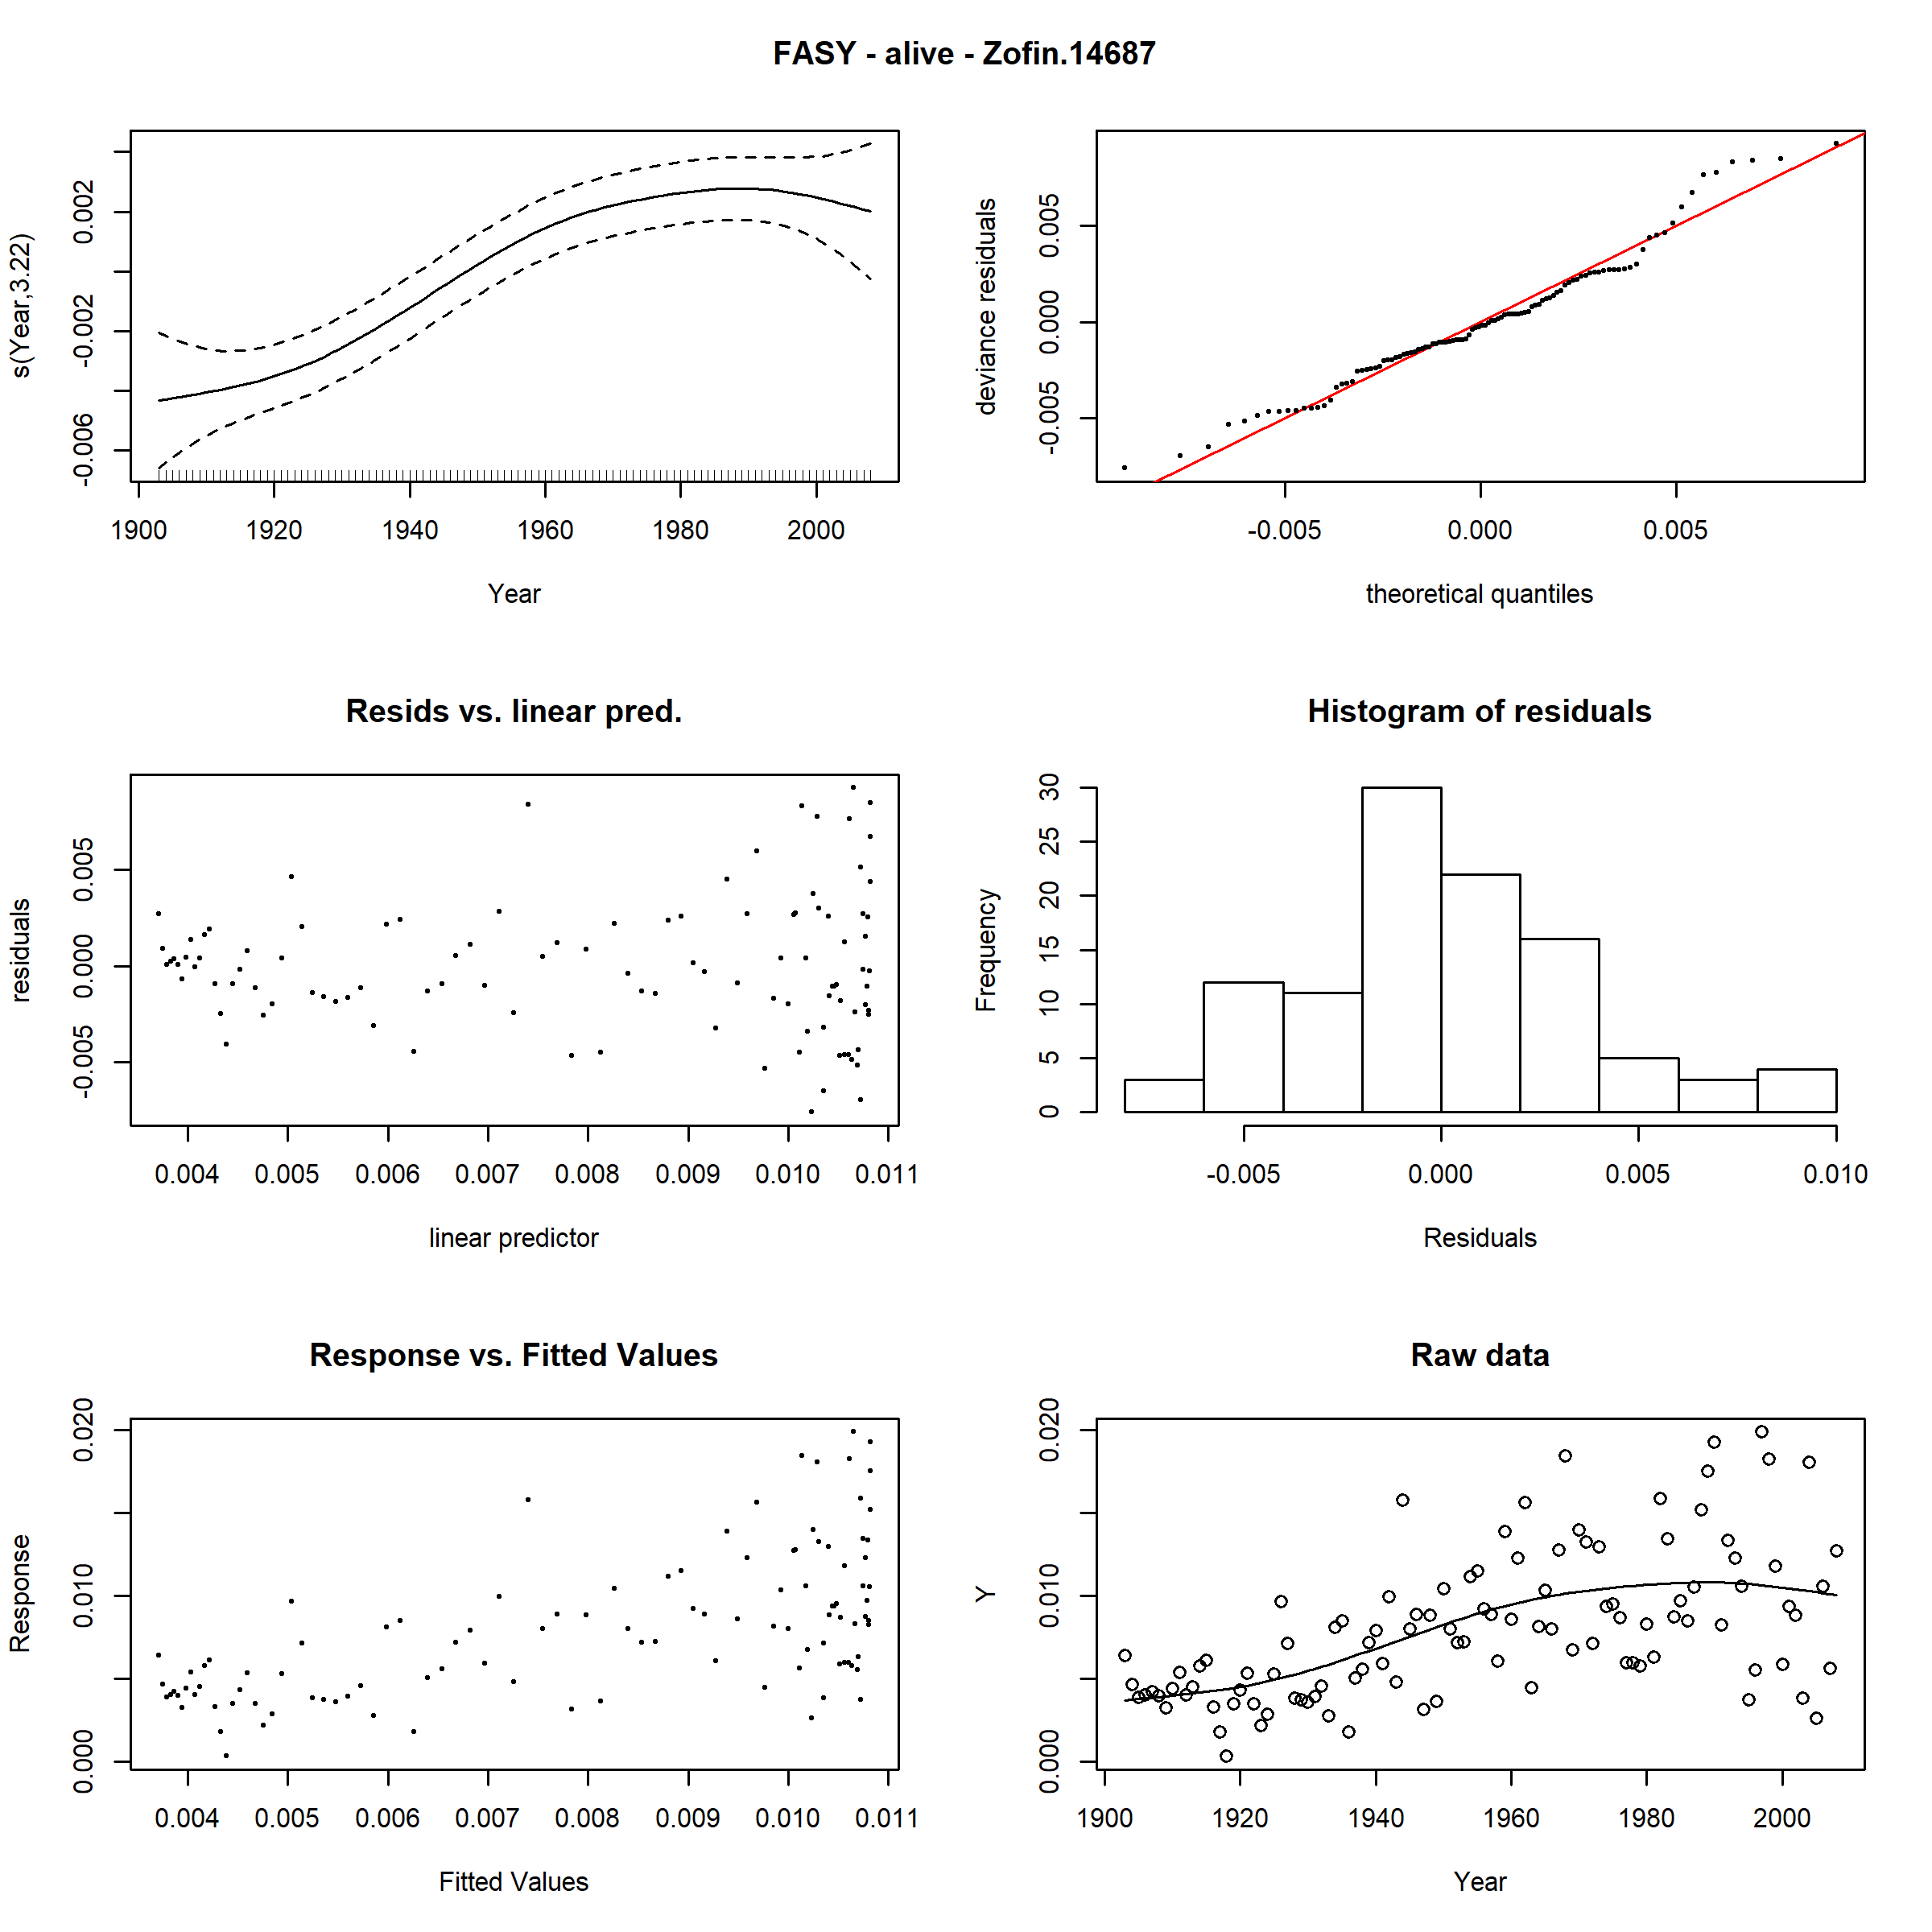 FASY - alive - Zofin.14687
s(Year,3.22)
-0.006 -0.002 0.002
1900 1920 1940 1960 1980 2000
Year
deviance residuals
-0.005 0.000 0.005
-0.005 0.000 0.005
theoretical quantiles
Resids vs. linear pred.
residuals
-0.005 0.000 0.005
0.004 0.005 0.006 0.007 0.008 0.009 0.010 0.011
linear predictor
Histogram of residuals
Frequency
0 5 10 15 20 25 30
-0.005 0.000 0.005 0.010
Residuals
Response vs. Fitted Values
Response
0.000 0.010 0.020
0.004 0.005 0.006 0.007 0.008 0.009 0.010 0.011
Fitted Values
Raw data
Y
0.000 0.010 0.020
1900 1920 1940 1960 1980 2000
Year